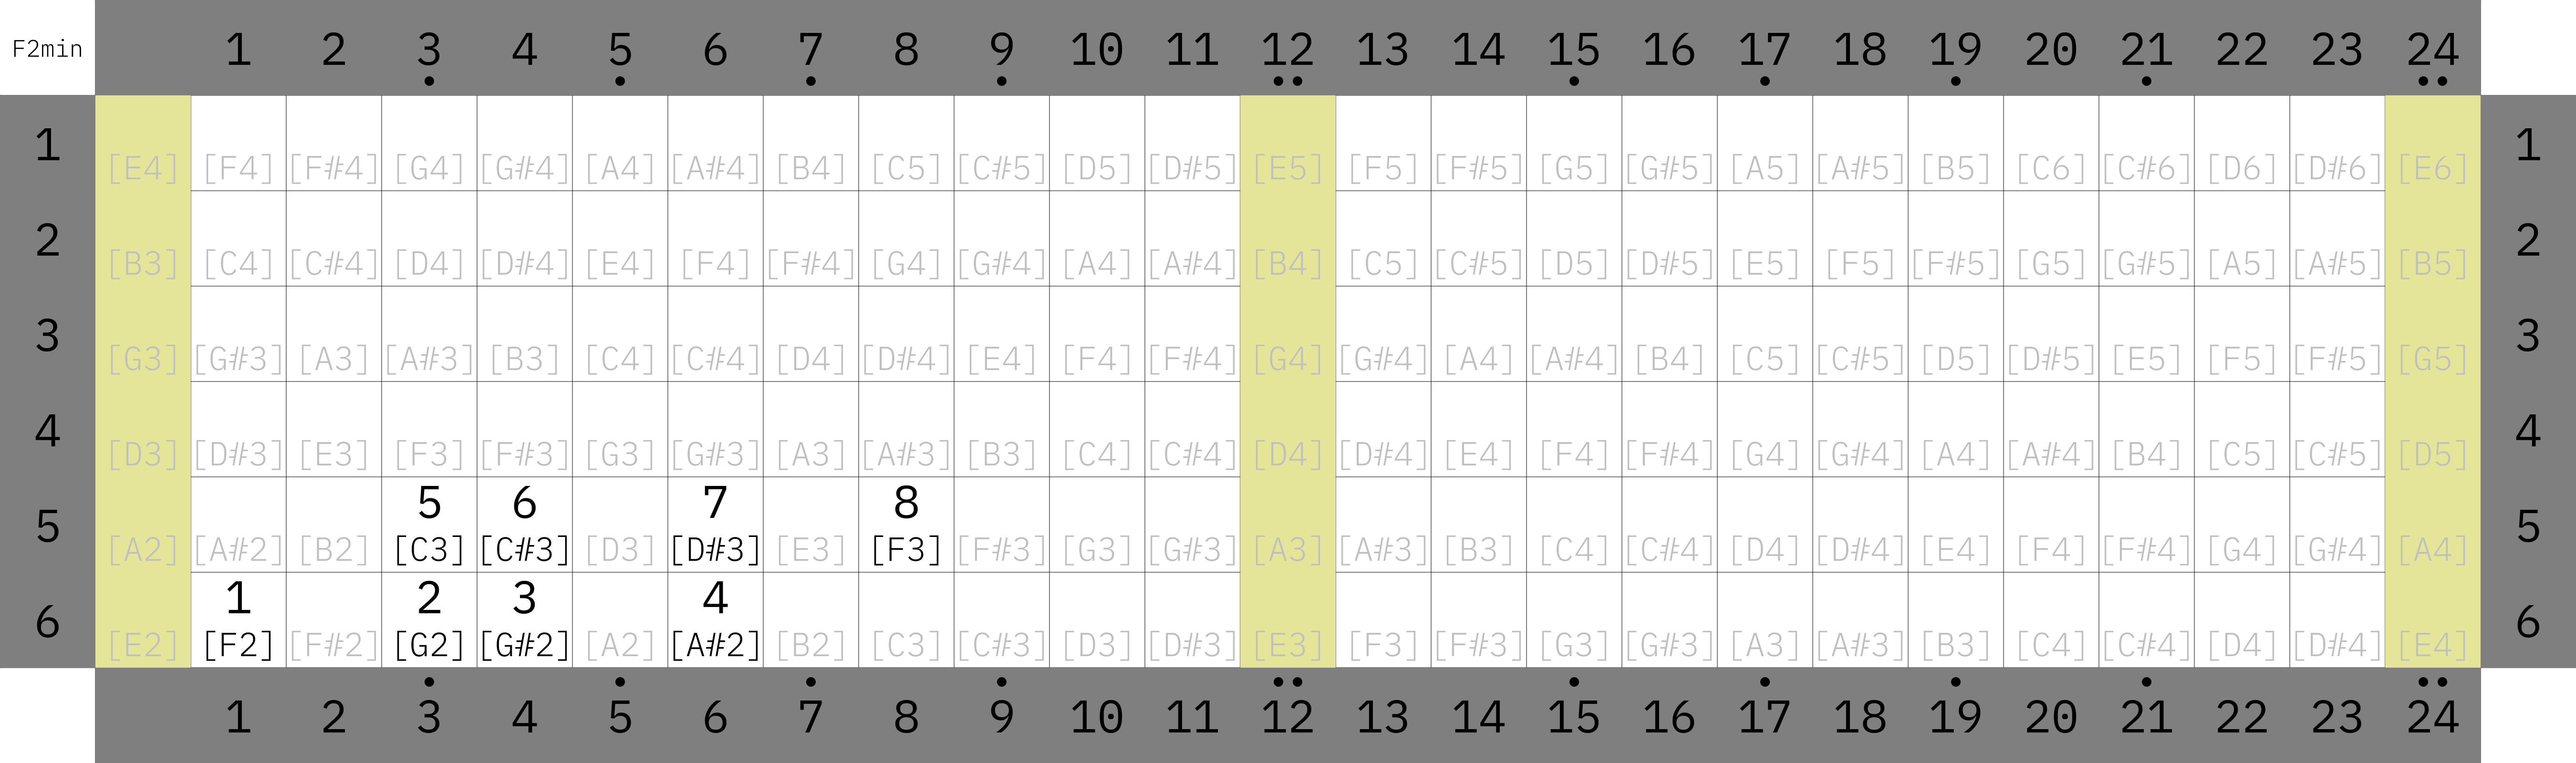 F2min 1 2 3 4 5 6 7 8 9 10 11 12 13 14 15 16 17 18 19 20 21 22 23 24
1 [E4] [F4] [F#4] [G4] [G#4] [A4] [A#4] [B4] [C5] [C#5] [D5] [D#5] [E5] [F5] [F#5] [G5] [G#5] [A5] [A#5] [B5] [C6] [C#6] [D6] [D#6] [E6] 1
2 [B3] [C4] [C#4] [D4] [D#4] [E4] [F4] [F#4] [G4] [G#4] [A4] [A#4] [B4] [C5] [C#5] [D5] [D#5] [E5] [F5] [F#5] [G5] [G#5] [A5] [A#5] [B5] 2
3 [G3] [G#3] [A3] [A#3] [B3] [C4] [C#4] [D4] [D#4] [E4] [F4] [F#4] [G4] [G#4] [A4] [A#4] [B4] [C5] [C#5] [D5] [D#5] [E5] [F5] [F#5] [G5] 3
4 [D3] [D#3] [E3] [F3] [F#3] [G3] [G#3] [A3] [A#3] [B3] [C4] [C#4] [D4] [D#4] [E4] [F4] [F#4] [G4] [G#4] [A4] [A#4] [B4] [C5] [C#5] [D5] 4
5 6 7 8
5 [A2] [A#2] [B2] [C3] [C#3] [D3] [D#3] [E3] [F3] [F#3] [G3] [G#3] [A3] [A#3] [B3] [C4] [C#4] [D4] [D#4] [E4] [F4] [F#4] [G4] [G#4] [A4] 5
1 2 3 4
6 [E2] [F2] [F#2] [G2] [G#2] [A2] [A#2] [B2] [C3] [C#3] [D3] [D#3] [E3] [F3] [F#3] [G3] [G#3] [A3] [A#3] [B3] [C4] [C#4] [D4] [D#4] [E4] 6
1 2 3 4 5 6 7 8 9 10 11 12 13 14 15 16 17 18 19 20 21 22 23 24